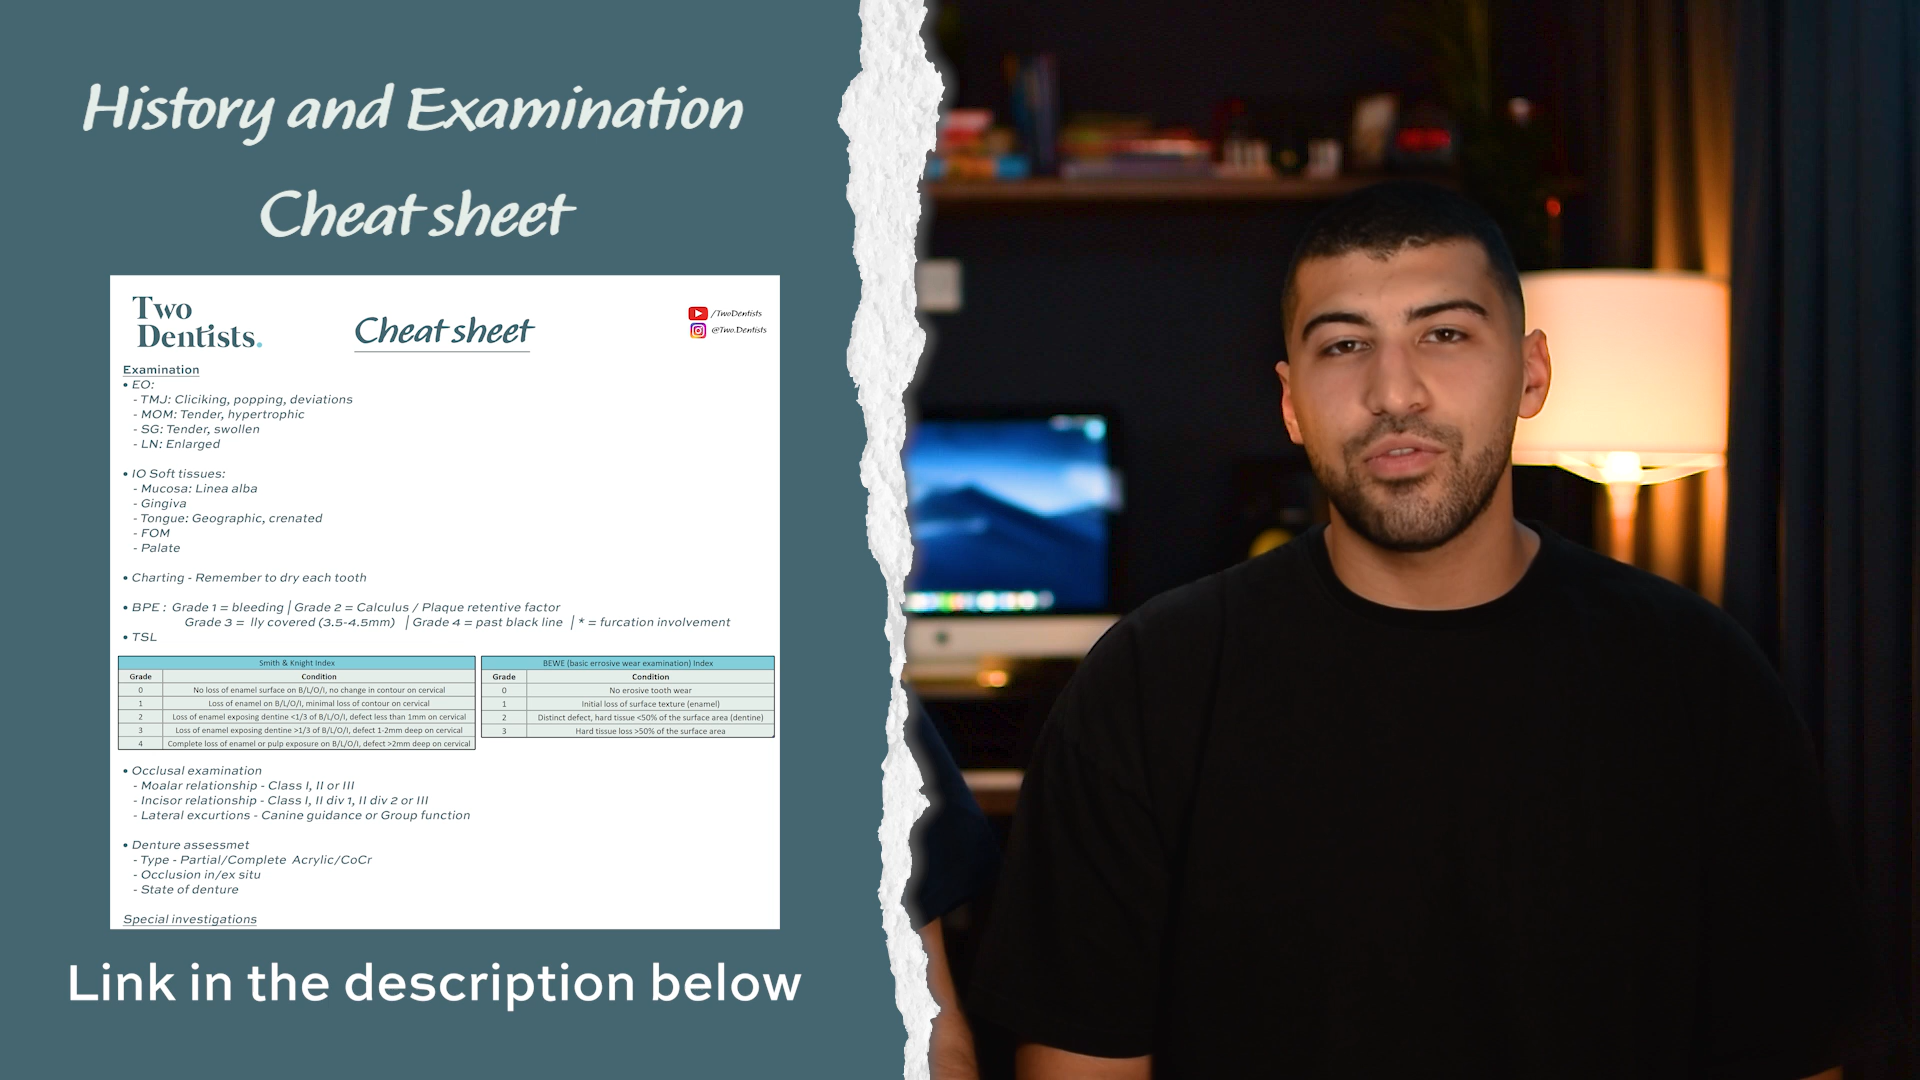 History and Examination
Cheat sheet
Two
Dentists.
Cheat sheet
/TwoDentists
@Two.Dentists
Examination
• EO:
- TMJ: Cliciking, popping, deviations
- MOM: Tender, hypertrophic
- SG: Tender, swollen
- LN: Enlarged
• IO Soft tissues:
- Mucosa: Linea alba
- Gingiva
- Tongue: Geographic, crenated
- FOM
- Palate
• Charting - Remember to dry each tooth
• BPE : Grade 1 = bleeding | Grade 2 = Calculus / Plaque retentive factor
Grade 3 = lly covered (3.5-4.5mm) | Grade 4 = past black line | * = furcation involvement
• TSL
Smith & Knight Index
Grade Condition
0 No loss of enamel surface on B/L/O/I, no change in contour on cervical
1 Loss of enamel on B/L/O/I, minimal loss of contour on cervical
2 Loss of enamel exposing dentine <1/3 of B/L/O/I, defect less than 1mm on cervical
3 Loss of enamel exposing dentine >1/3 of B/L/O/I, defect 1-2mm deep on cervical
4 Complete loss of enamel or pulp exposure on B/L/O/I, defect >2mm deep on cervical
BEWE (basic errosive wear examination) Index
Grade Condition
0 No erosive tooth wear
1 Initial loss of surface texture (enamel)
2 Distinct defect, hard tissue <50% of the surface area (dentine)
3 Hard tissue loss >50% of the surface area
• Occlusal examination
- Moalar relationship - Class I, II or III
- Incisor relationship - Class I, II div 1, II div 2 or III
- Lateral excurtions - Canine guidance or Group function
• Denture assessmet
- Type - Partial/Complete Acrylic/CoCr
- Occlusion in/ex situ
- State of denture
Special investigations
Link in the description below